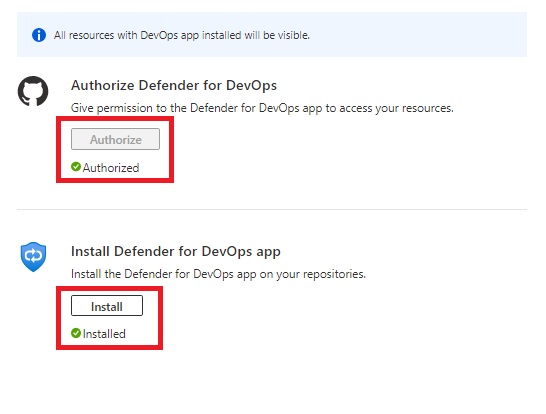 All resources with DevOps app installed will be visible.
Authorize Defender for DevOps
Give permission to the Defender for DevOps app to access your resources.
Authorize
Authorized
Install Defender for DevOps app
Install the Defender for DevOps app on your repositories.
Install
Installed